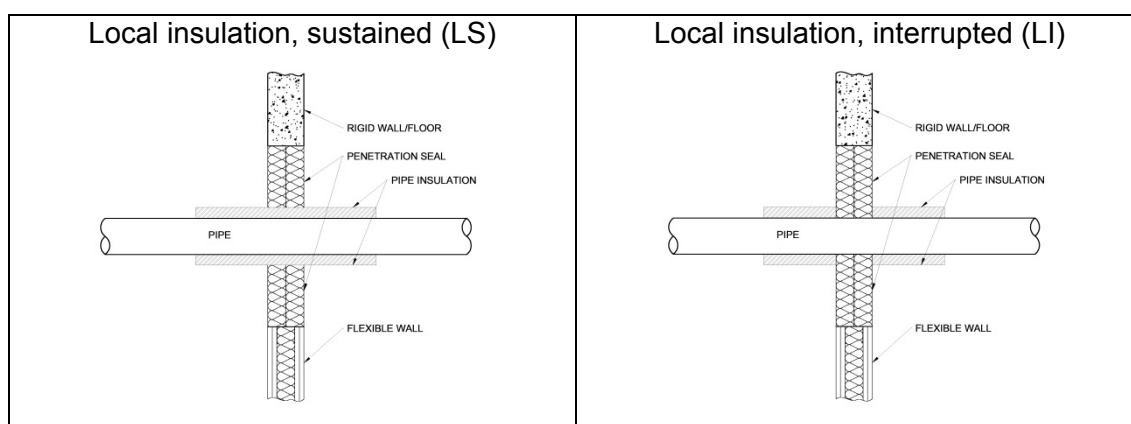 Local insulation, sustained (LS)
RIGID WALL/FLOOR
PENETRATION SEAL
PIPE INSULATION
PIPE
FLEXIBLE WALL
Local insulation, interrupted (LI)
RIGID WALL/FLOOR
PENETRATION SEAL
PIPE INSULATION
PIPE
FLEXIBLE WALL